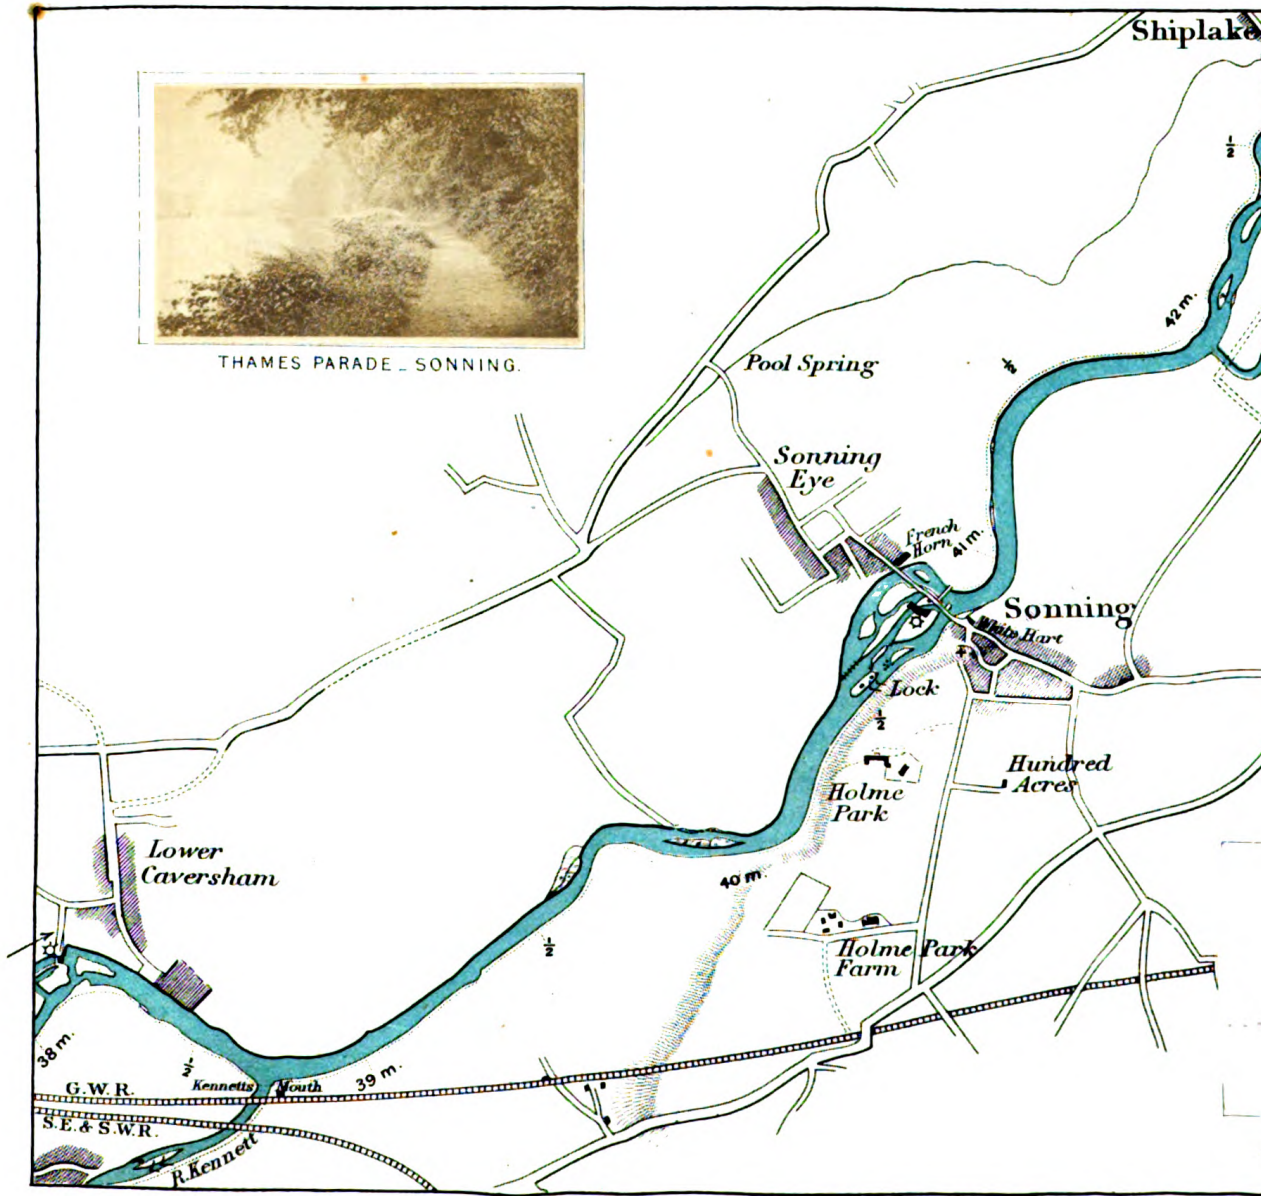 Shiplake
THAMES PARADE _ SONNING.
1/2
42 m.
Pool Spring
1/2
Sonning
Eye
French
Horn
41 m.
Sonning
White Hart
Lock
1/2
Hundred
Acres
Holme
Park
Lower
Caversham
40 m.
1/2
Holme Park
Farm
38 m.
1/2
Kennetts Mouth
39 m.
G.W.R.
S.E. & S.W.R.
R. Kennett